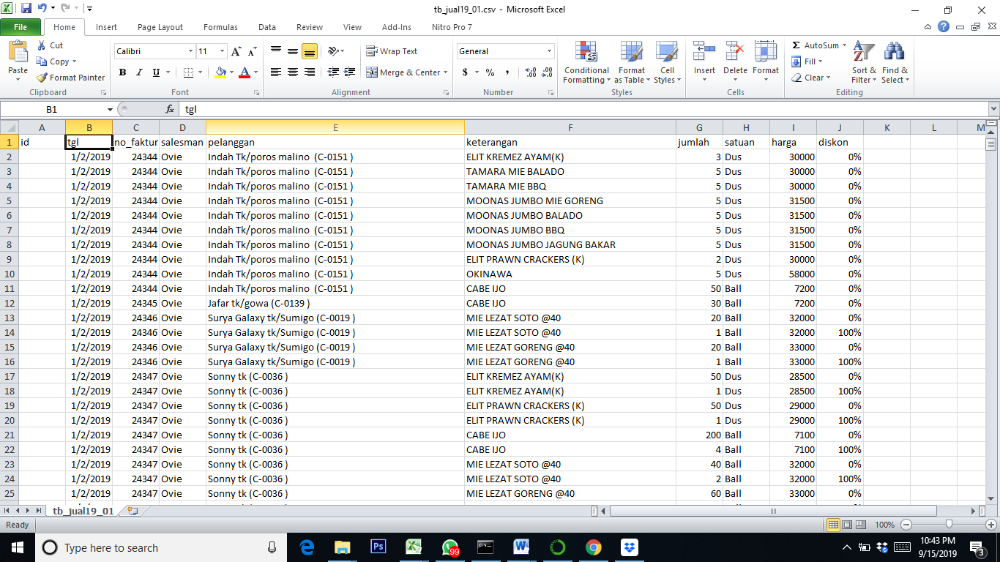 tb_jual19_01.csv - Microsoft Excel
File Home Insert Page Layout Formulas Data Review View Add-Ins Nitro Pro 7
Paste Cut Copy Format Painter Clipboard
Calibri 11 B I U Font
Wrap Text Merge & Center Alignment
General $ % , Number
Conditional Formatting Format as Table Cell Styles Styles
Insert Delete Format Cells
Σ AutoSum Fill Clear Sort & Filter Find & Select Editing
B1 fx tgl
A B C D E F G H I J K L M
1 id tgl no_faktur salesman pelanggan keterangan jumlah satuan harga diskon
2 1/2/2019 24344 Ovie Indah Tk/poros malino (C-0151 ) ELIT KREMEZ AYAM(K) 3 Dus 30000 0%
3 1/2/2019 24344 Ovie Indah Tk/poros malino (C-0151 ) TAMARA MIE BALADO 5 Dus 30000 0%
4 1/2/2019 24344 Ovie Indah Tk/poros malino (C-0151 ) TAMARA MIE BBQ 5 Dus 30000 0%
5 1/2/2019 24344 Ovie Indah Tk/poros malino (C-0151 ) MOONAS JUMBO MIE GORENG 5 Dus 31500 0%
6 1/2/2019 24344 Ovie Indah Tk/poros malino (C-0151 ) MOONAS JUMBO BALADO 5 Dus 31500 0%
7 1/2/2019 24344 Ovie Indah Tk/poros malino (C-0151 ) MOONAS JUMBO BBQ 5 Dus 31500 0%
8 1/2/2019 24344 Ovie Indah Tk/poros malino (C-0151 ) MOONAS JUMBO JAGUNG BAKAR 5 Dus 31500 0%
9 1/2/2019 24344 Ovie Indah Tk/poros malino (C-0151 ) ELIT PRAWN CRACKERS (K) 2 Dus 30000 0%
10 1/2/2019 24344 Ovie Indah Tk/poros malino (C-0151 ) OKINAWA 5 Dus 58000 0%
11 1/2/2019 24344 Ovie Indah Tk/poros malino (C-0151 ) CABE IJO 50 Ball 7200 0%
12 1/2/2019 24345 Ovie Jafar tk/gowa (C-0139 ) CABE IJO 30 Ball 7200 0%
13 1/2/2019 24346 Ovie Surya Galaxy tk/Sumigo (C-0019 ) MIE LEZAT SOTO @40 20 Ball 32000 0%
14 1/2/2019 24346 Ovie Surya Galaxy tk/Sumigo (C-0019 ) MIE LEZAT SOTO @40 1 Ball 32000 100%
15 1/2/2019 24346 Ovie Surya Galaxy tk/Sumigo (C-0019 ) MIE LEZAT GORENG @40 20 Ball 33000 0%
16 1/2/2019 24346 Ovie Surya Galaxy tk/Sumigo (C-0019 ) MIE LEZAT GORENG @40 1 Ball 33000 100%
17 1/2/2019 24347 Ovie Sonny tk (C-0036 ) ELIT KREMEZ AYAM(K) 50 Dus 28500 0%
18 1/2/2019 24347 Ovie Sonny tk (C-0036 ) ELIT KREMEZ AYAM(K) 1 Dus 28500 100%
19 1/2/2019 24347 Ovie Sonny tk (C-0036 ) ELIT PRAWN CRACKERS (K) 50 Dus 29000 0%
20 1/2/2019 24347 Ovie Sonny tk (C-0036 ) ELIT PRAWN CRACKERS (K) 1 Dus 29000 100%
21 1/2/2019 24347 Ovie Sonny tk (C-0036 ) CABE IJO 200 Ball 7100 0%
22 1/2/2019 24347 Ovie Sonny tk (C-0036 ) CABE IJO 4 Ball 7100 100%
23 1/2/2019 24347 Ovie Sonny tk (C-0036 ) MIE LEZAT SOTO @40 40 Ball 32000 0%
24 1/2/2019 24347 Ovie Sonny tk (C-0036 ) MIE LEZAT SOTO @40 2 Ball 32000 100%
25 1/2/2019 24347 Ovie Sonny tk (C-0036 ) MIE LEZAT GORENG @40 60 Ball 33000 0%
tb_jual19_01
Ready 100%
Type here to search Ps 99 10:43 PM
9/15/2019 3